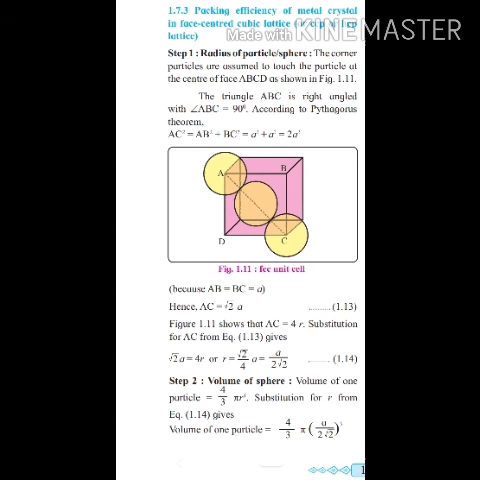 1.7.3 Packing efficiency of metal crystal
in face-centred cubic lattice
Made with KINEMASTER
lattice)
Step 1 : Radius of particle/sphere : The corner
particles are assumed to touch the particle at
the centre of face ABCD as shown in Fig. 1.11.
The triangle ABC is right angled
with ∠ABC = 90°. According to Pythagorus
theorem,
AC² = AB² + BC² = a² + a² = 2a²
A B
D C
Fig. 1.11 : fcc unit cell
(because AB = BC = a)
Hence, AC = √2 a .........(1.13)
Figure 1.11 shows that AC = 4 r. Substitution
for AC from Eq. (1.13) gives
√2 a = 4r or r = √2/4 a = a/2√2 ........ (1.14)
Step 2 : Volume of sphere : Volume of one
particle = 4/3 πr³. Substitution for r from
Eq. (1.14) gives
Volume of one particle = 4/3 π (a/2√2)³
1